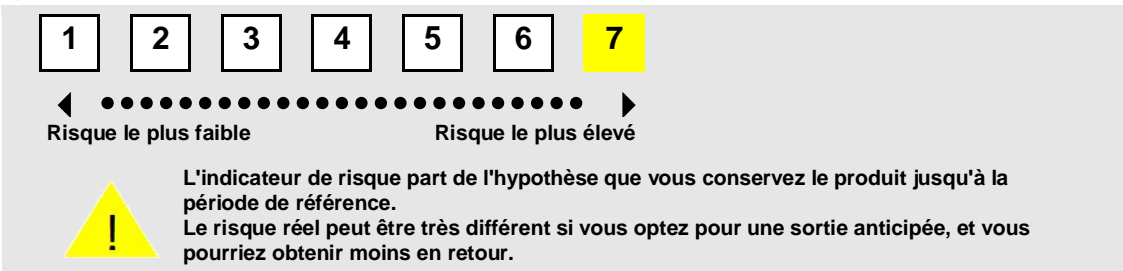 1 2 3 4 5 6 7
Risque le plus faible Risque le plus élevé
L'indicateur de risque part de l'hypothèse que vous conservez le produit jusqu'à la
période de référence.
Le risque réel peut être très différent si vous optez pour une sortie anticipée, et vous
pourriez obtenir moins en retour.
!